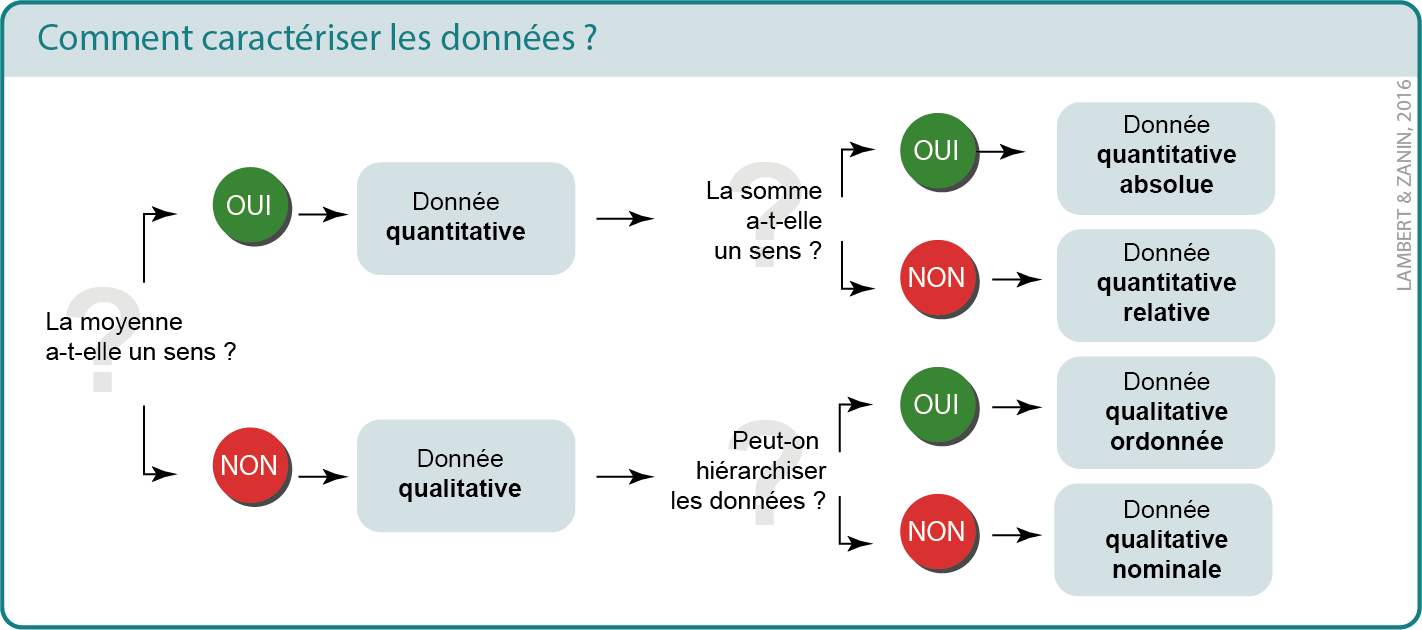 Comment caractériser les données ?
LAMBERT & ZANIN, 2016
La moyenne
a-t-elle un sens ?
OUI
Donnée
quantitative
La somme
a-t-elle
un sens ?
OUI
Donnée
quantitative
absolue
NON
Donnée
quantitative
relative
NON
Donnée
qualitative
Peut-on
hiérarchiser
les données ?
OUI
Donnée
qualitative
ordonnée
NON
Donnée
qualitative
nominale
?
?
?